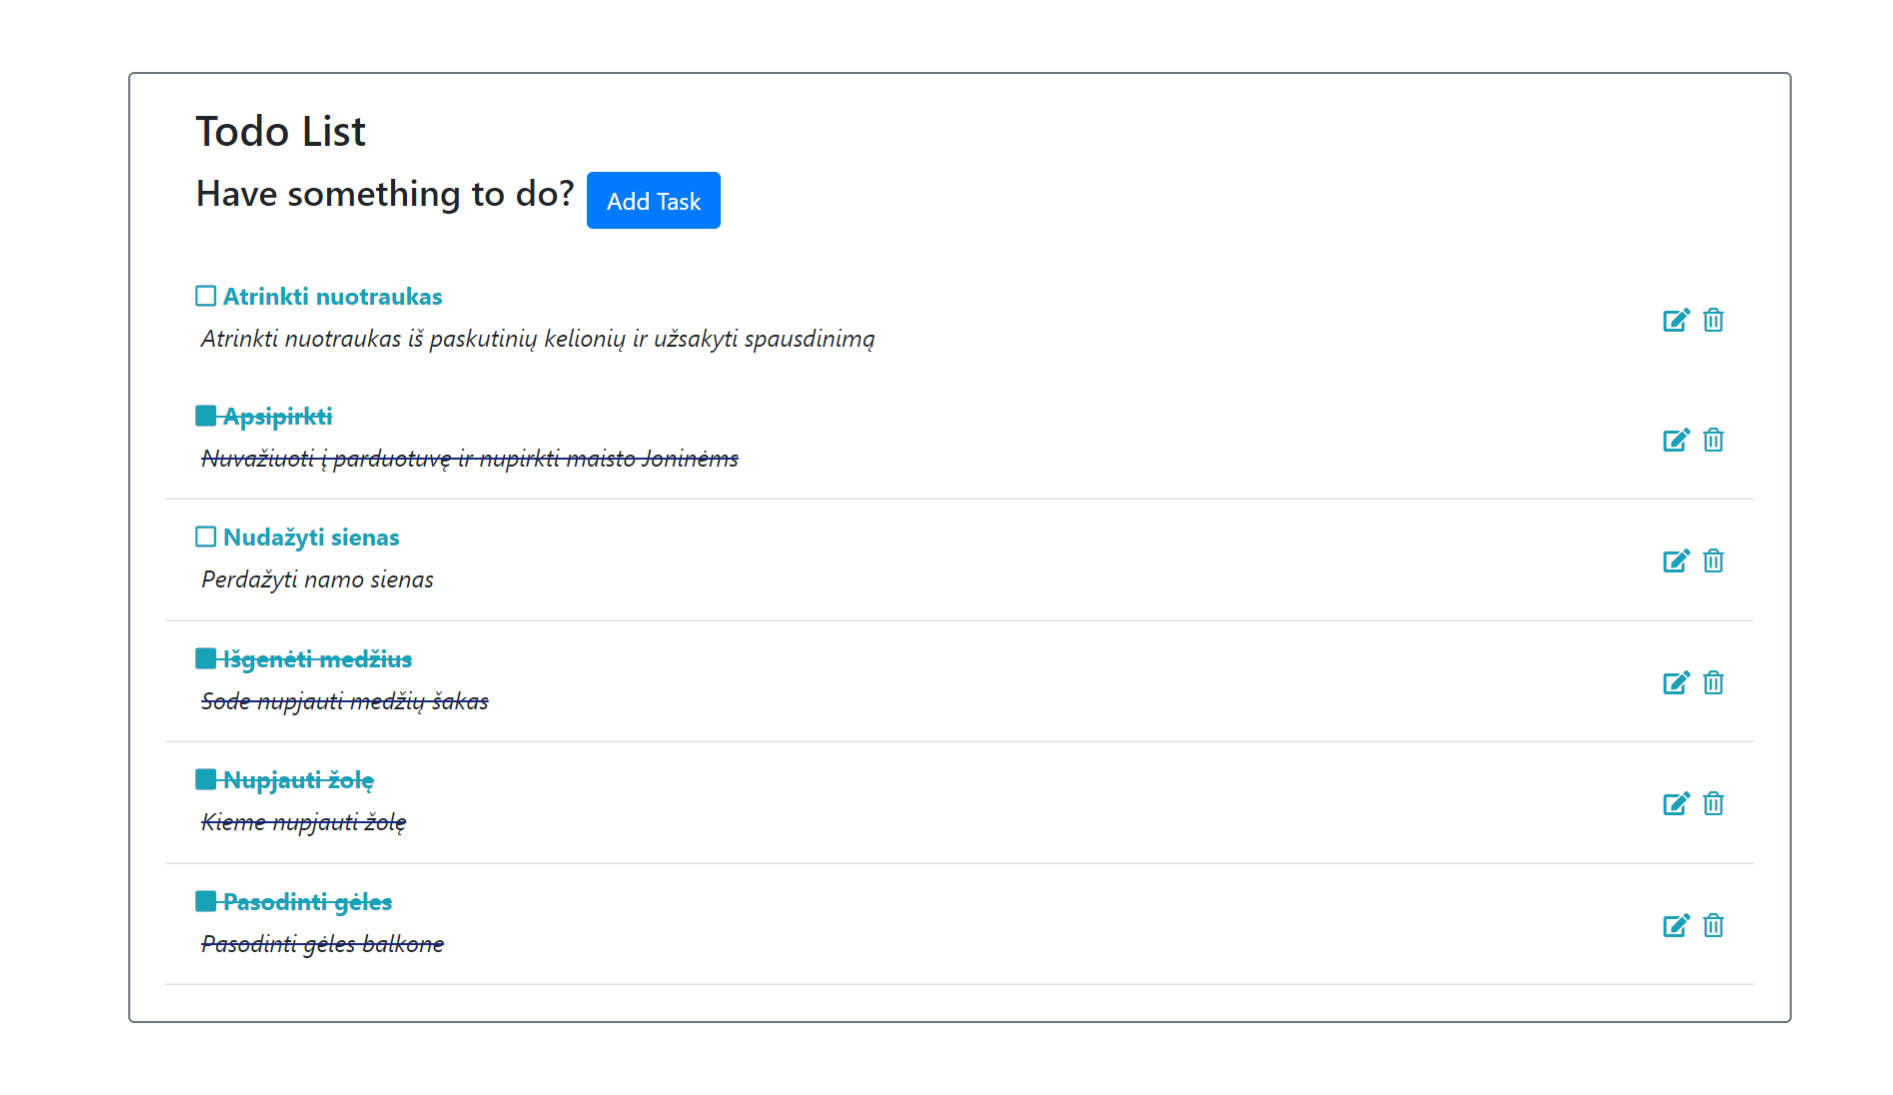 Todo List
Have something to do? Add Task
Atrinkti nuotraukas
Atrinkti nuotraukas iš paskutinių kelionių ir užsakyti spausdinimą
Apsipirkti
Nuvažiuoti į parduotuvę ir nupirkti maisto Joninėms
Nudažyti sienas
Perdažyti namo sienas
Išgenėti medžius
Sode nupjauti medžių šakas
Nupjauti žolę
Kieme nupjauti žolę
Pasodinti gėles
Pasodinti gėles balkone